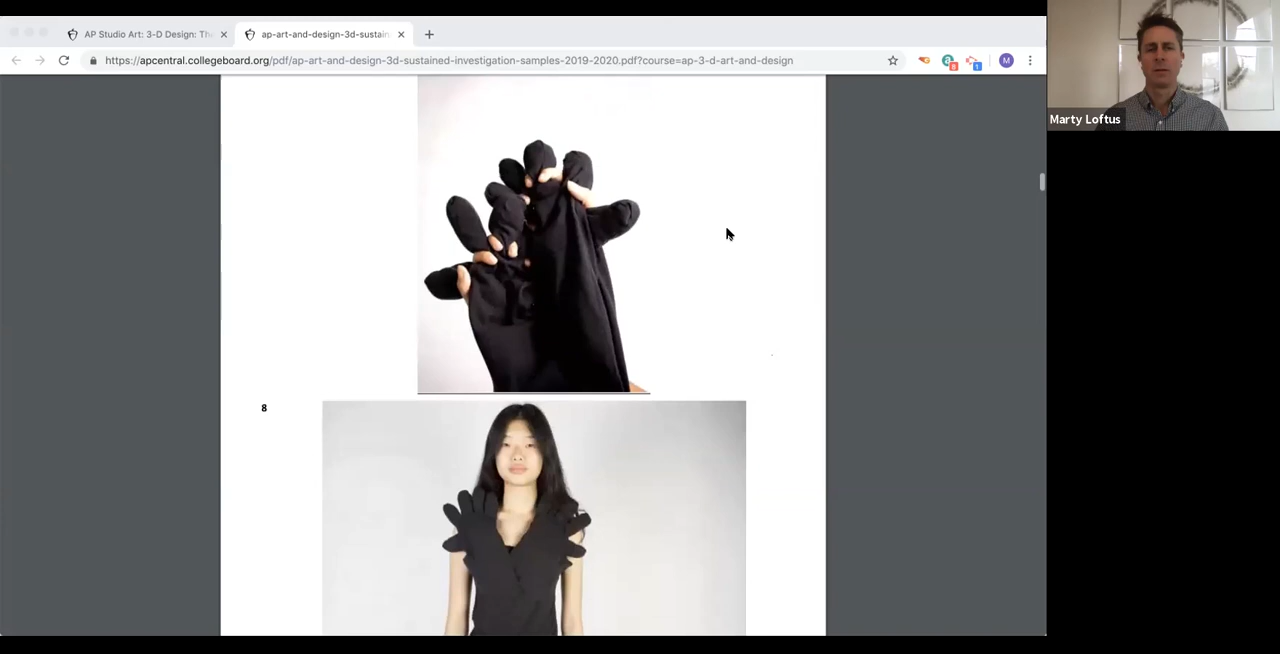 AP Studio Art: 3-D Design: Th
ap-art-and-design-3d-sustain
https://apcentral.collegeboard.org/pdf/ap-art-and-design-3d-sustained-investigation-samples-2019-2020.pdf?course=ap-3-d-art-and-design
M
Marty Loftus
8